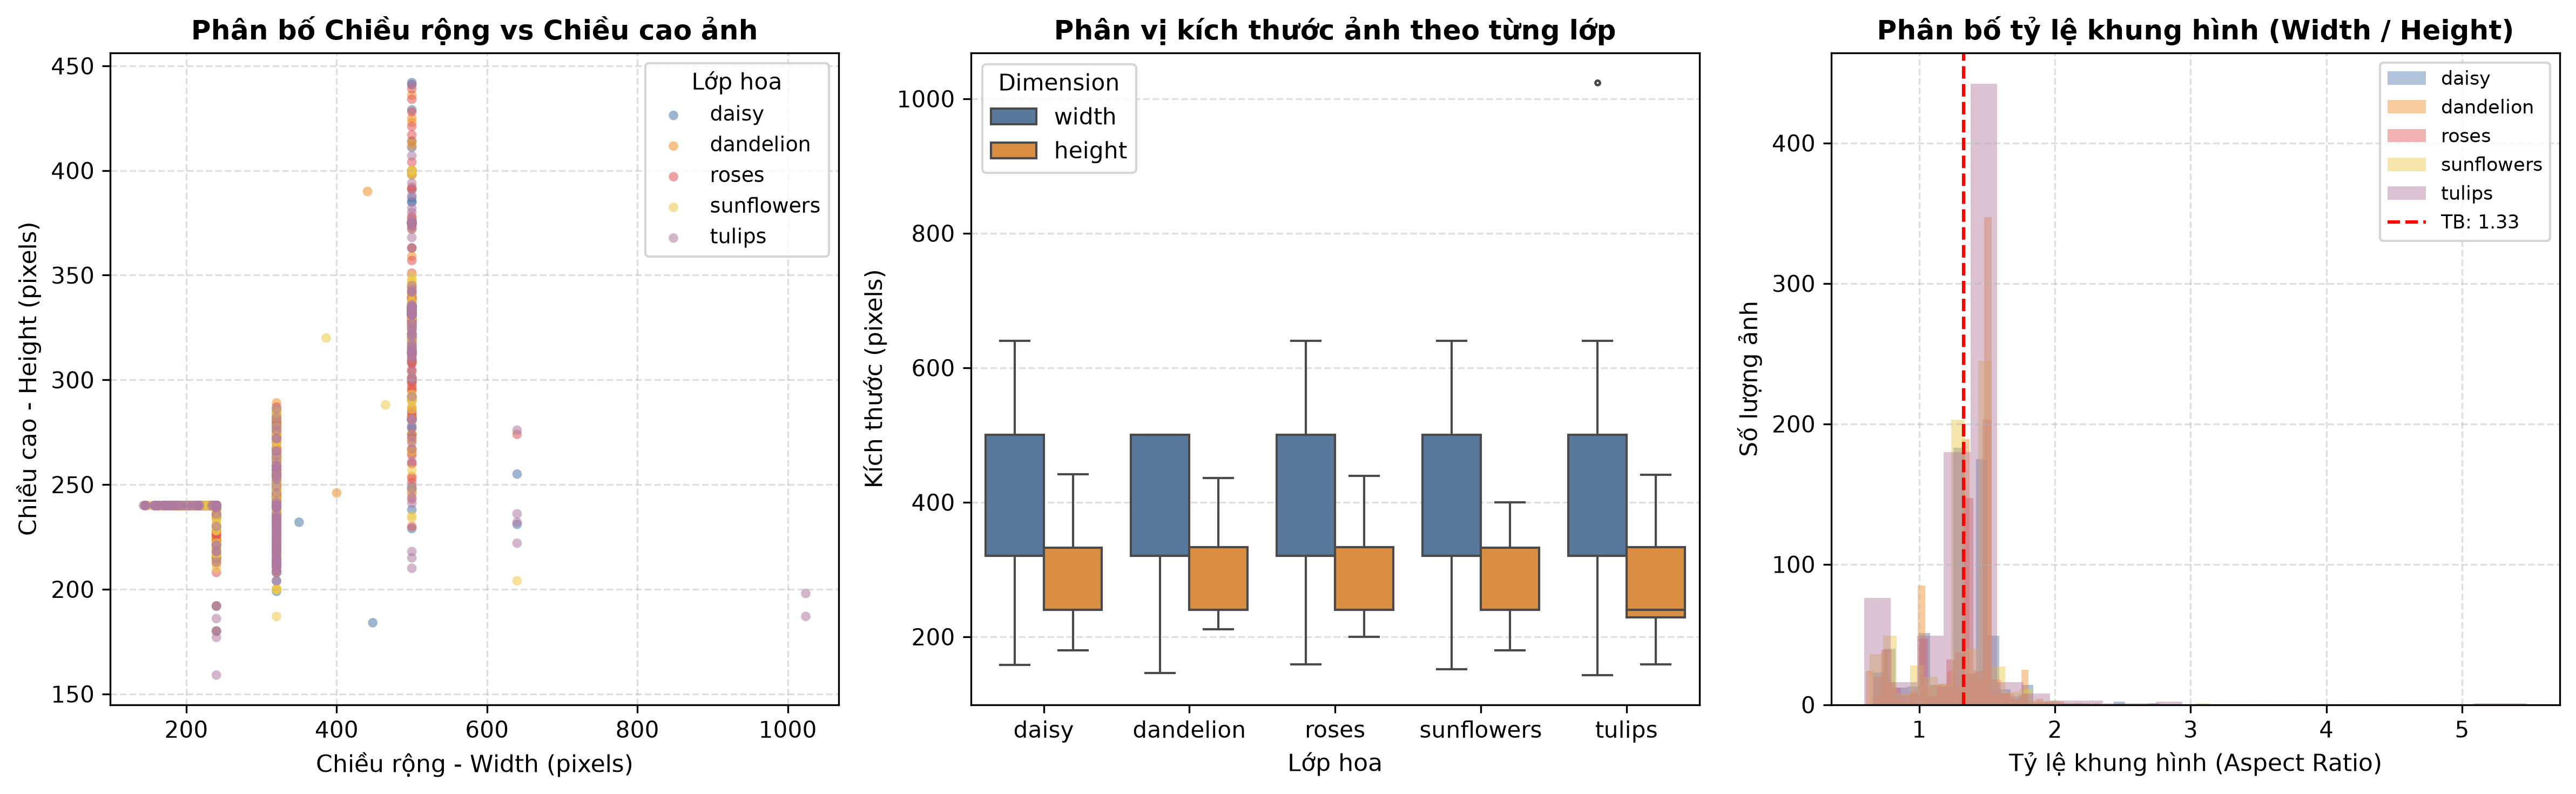 Phân bố Chiều rộng vs Chiều cao ảnh
450
400
350
300
250
200
150
Chiều cao - Height (pixels)
Lớp hoa
daisy
dandelion
roses
sunflowers
tulips
200
400
600
800
1000
Chiều rộng - Width (pixels)
Phân vị kích thước ảnh theo từng lớp
1000
800
600
400
200
Kích thước (pixels)
Dimension
width
height
daisy
dandelion
roses
sunflowers
tulips
Lớp hoa
Phân bố tỷ lệ khung hình (Width / Height)
400
300
200
100
0
Số lượng ảnh
daisy
dandelion
roses
sunflowers
tulips
TB: 1.33
1
2
3
4
5
Tỷ lệ khung hình (Aspect Ratio)